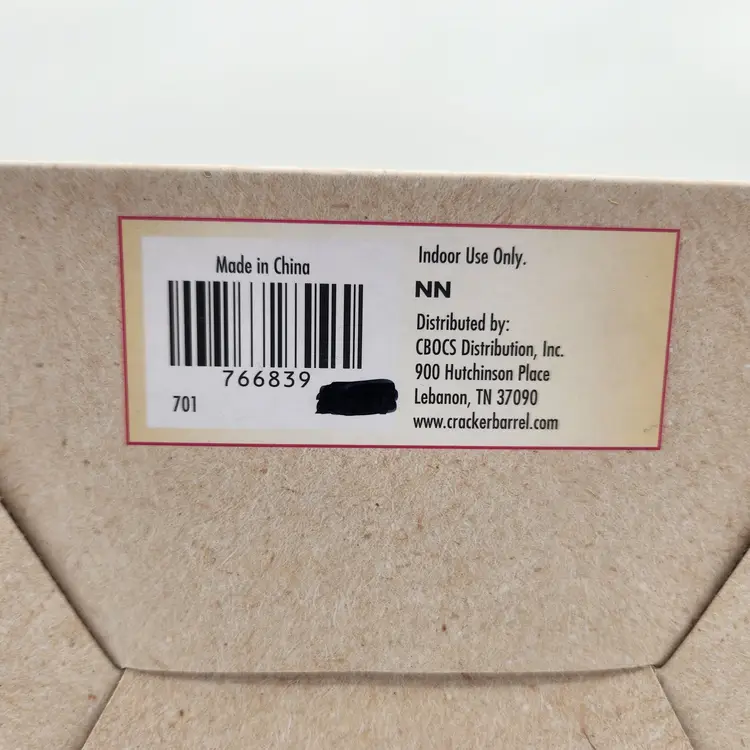 Made in China
766839
701
Indoor Use Only.
NN
Distributed by:
CBOCS Distribution, Inc.
900 Hutchinson Place
Lebanon, TN 37090
www.crackerbarrel.com